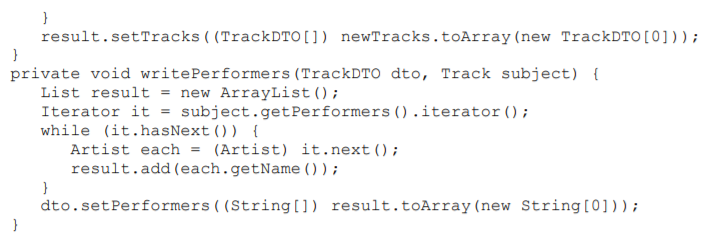 }
result.setTracks((TrackDTO[]) newTracks.toArray(new TrackDTO[0]));
}
private void writePerformers(TrackDTO dto, Track subject) {
List result = new ArrayList();
Iterator it = subject.getPerformers().iterator();
while (it.hasNext()) {
Artist each = (Artist) it.next();
result.add(each.getName());
}
dto.setPerformers((String[]) result.toArray(new String[0]));
}